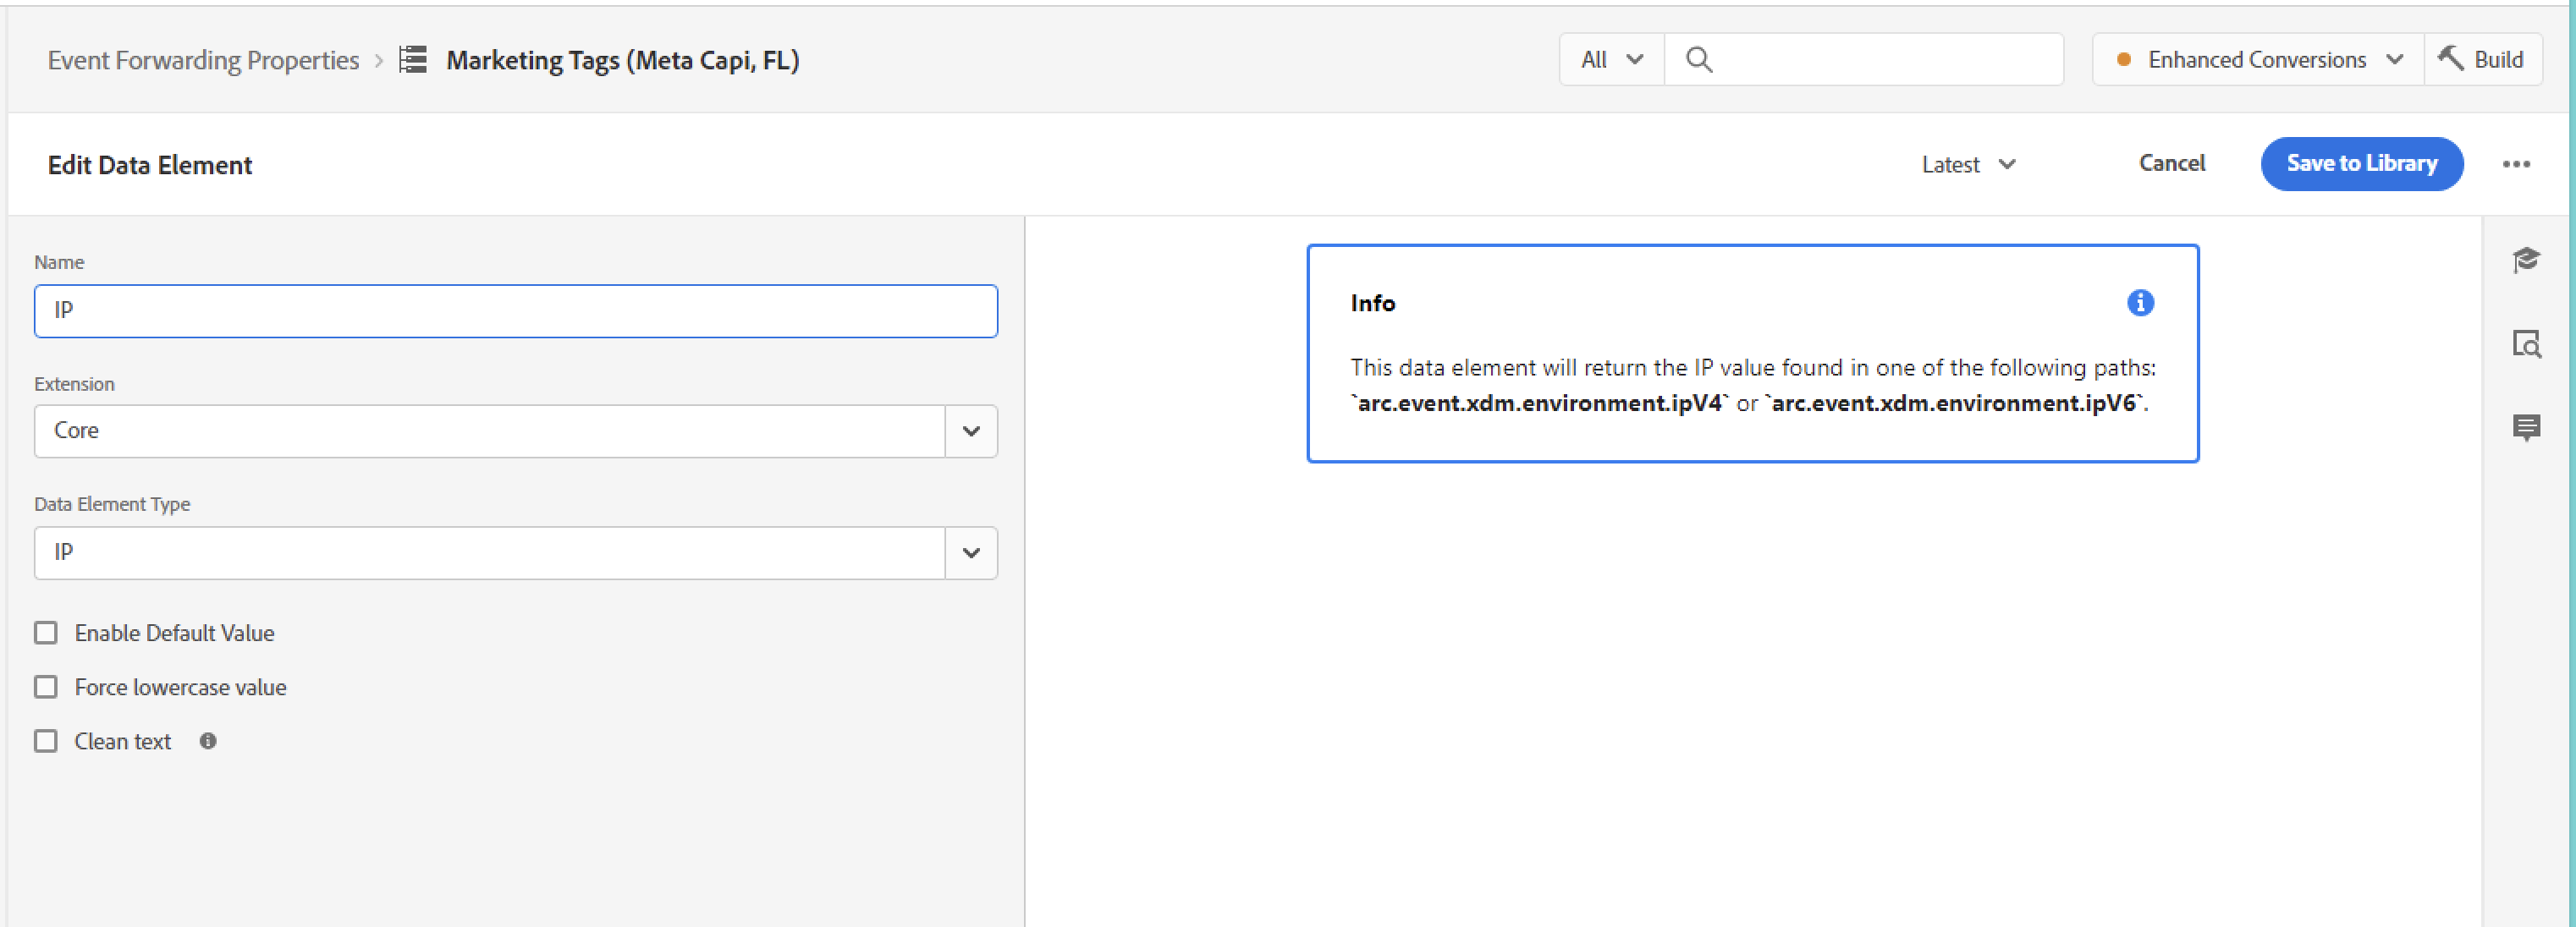 Event Forwarding Properties > Marketing Tags (Meta Capi, FL)
All
Enhanced Conversions
Build
Edit Data Element
Latest
Cancel
Save to Library
Name
IP
Extension
Core
Data Element Type
IP
Enable Default Value
Force lowercase value
Clean text
Info
This data element will return the IP value found in one of the following paths:
`arc.event.xdm.environment.ipV4` or `arc.event.xdm.environment.ipV6`.